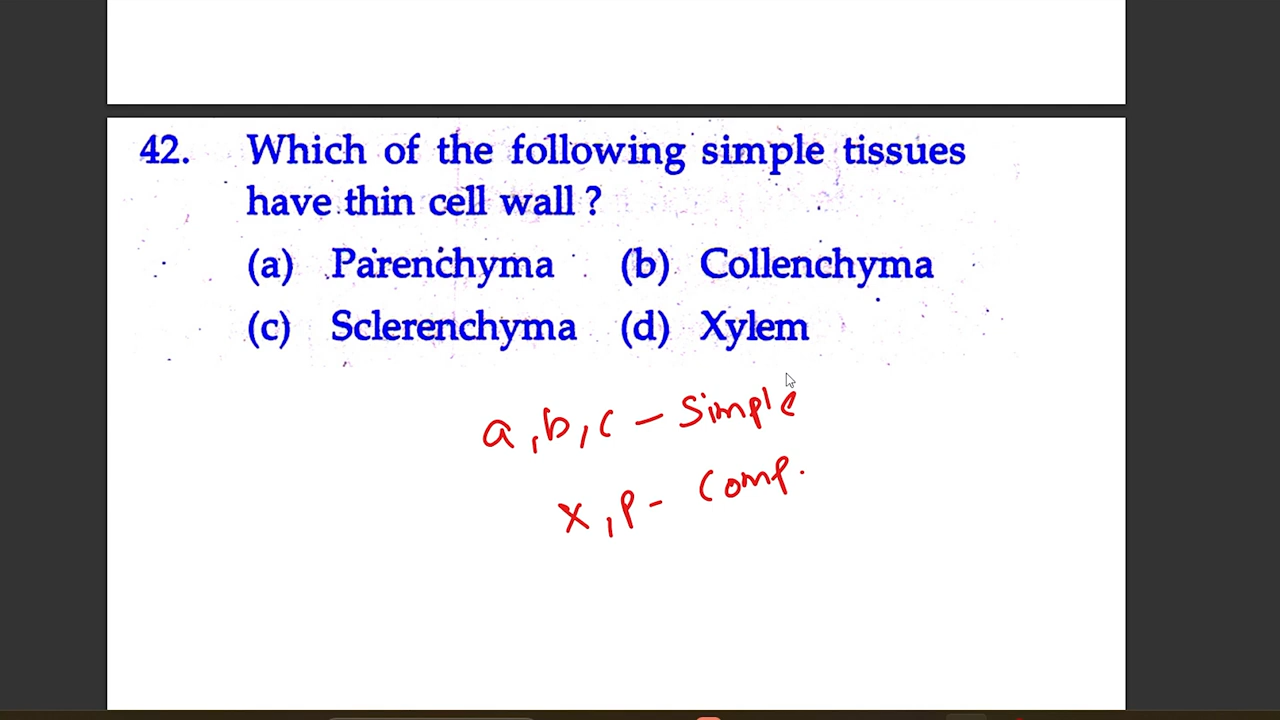 42. Which of the following simple tissues
have thin cell wall ?
(a) Parenchyma (b) Collenchyma
(c) Sclerenchyma (d) Xylem
a, b, c - Simple
x, p - Comp.